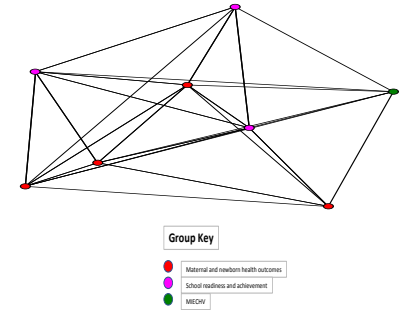 Group Key
Maternal and newborn health outcomes
School readiness and achievement
MIECHV